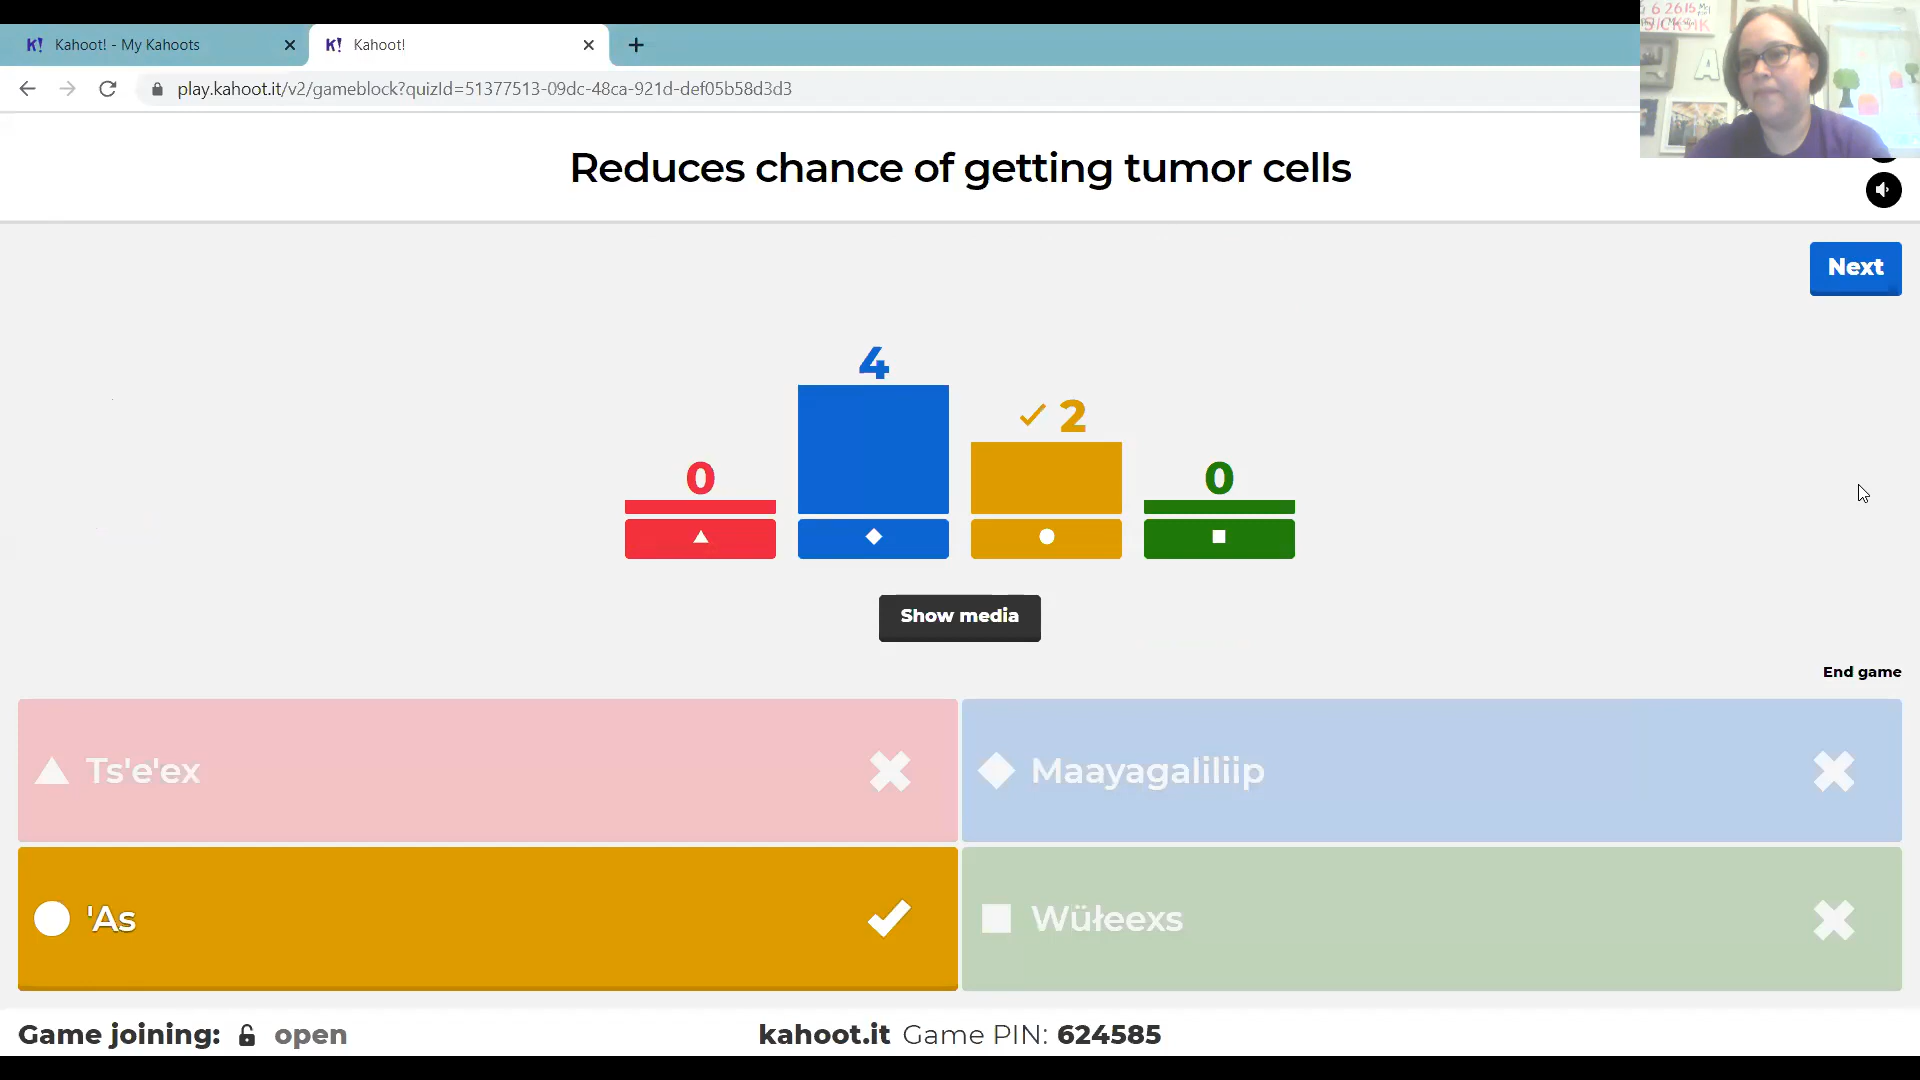 Kahoot! - My Kahoots
Kahoot!
play.kahoot.it/v2/gameblock?quizId=51377513-09dc-48ca-921d-def05b58d3d3
Reduces chance of getting tumor cells
Next
0
4
2
0
Show media
End game
Ts'e'ex
Maayagaliliip
'As
Wüłeexs
Game joining: open
kahoot.it Game PIN: 624585